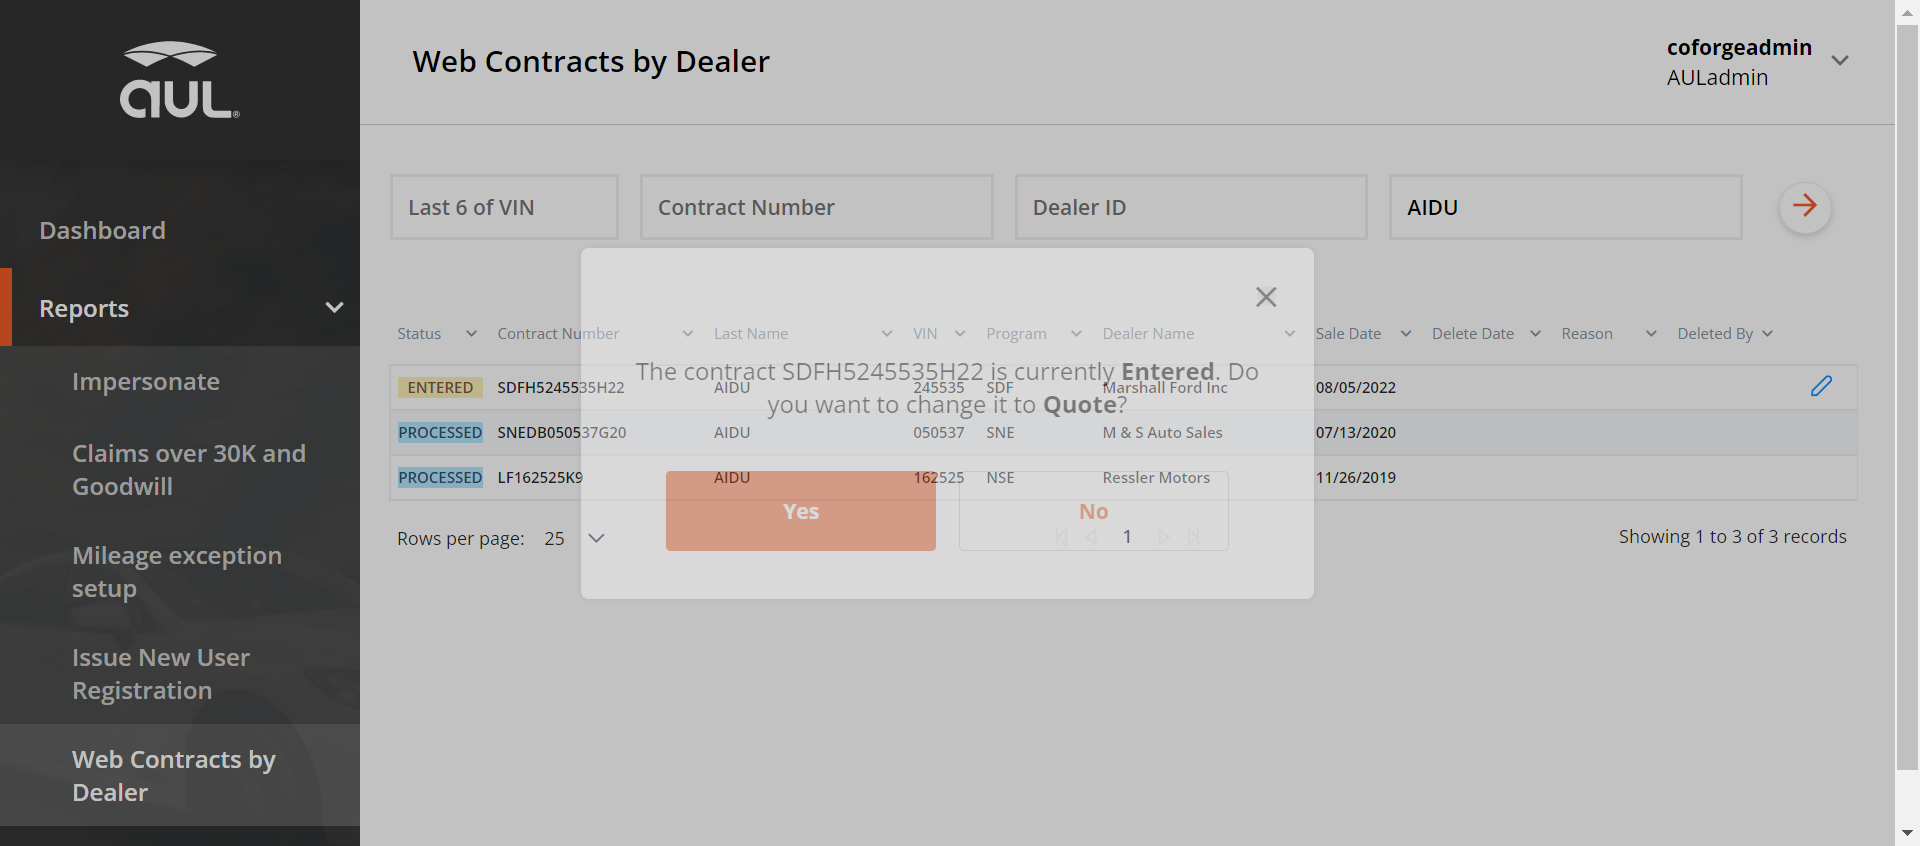 aul®
Dashboard
Reports
Impersonate
Claims over 30K and
Goodwill
Mileage exception
setup
Issue New User
Registration
Web Contracts by
Dealer
Web Contracts by Dealer
coforgeadmin
AULadmin
Last 6 of VIN
Contract Number
Dealer ID
AIDU
Status Contract Number Last Name VIN Program Dealer Name Sale Date Delete Date Reason Deleted By
The contract SDFH5245535H22 is currently Entered. Do
you want to change it to Quote?
Yes
No
ENTERED SDFH5245535H22 AIDU 245535 SDF Marshall Ford Inc 08/05/2022
PROCESSED SNEDB050537G20 AIDU 050537 SNE M & S Auto Sales 07/13/2020
PROCESSED LF162525K9 AIDU 162525 NSE Ressler Motors 11/26/2019
Rows per page: 25
1
Showing 1 to 3 of 3 records